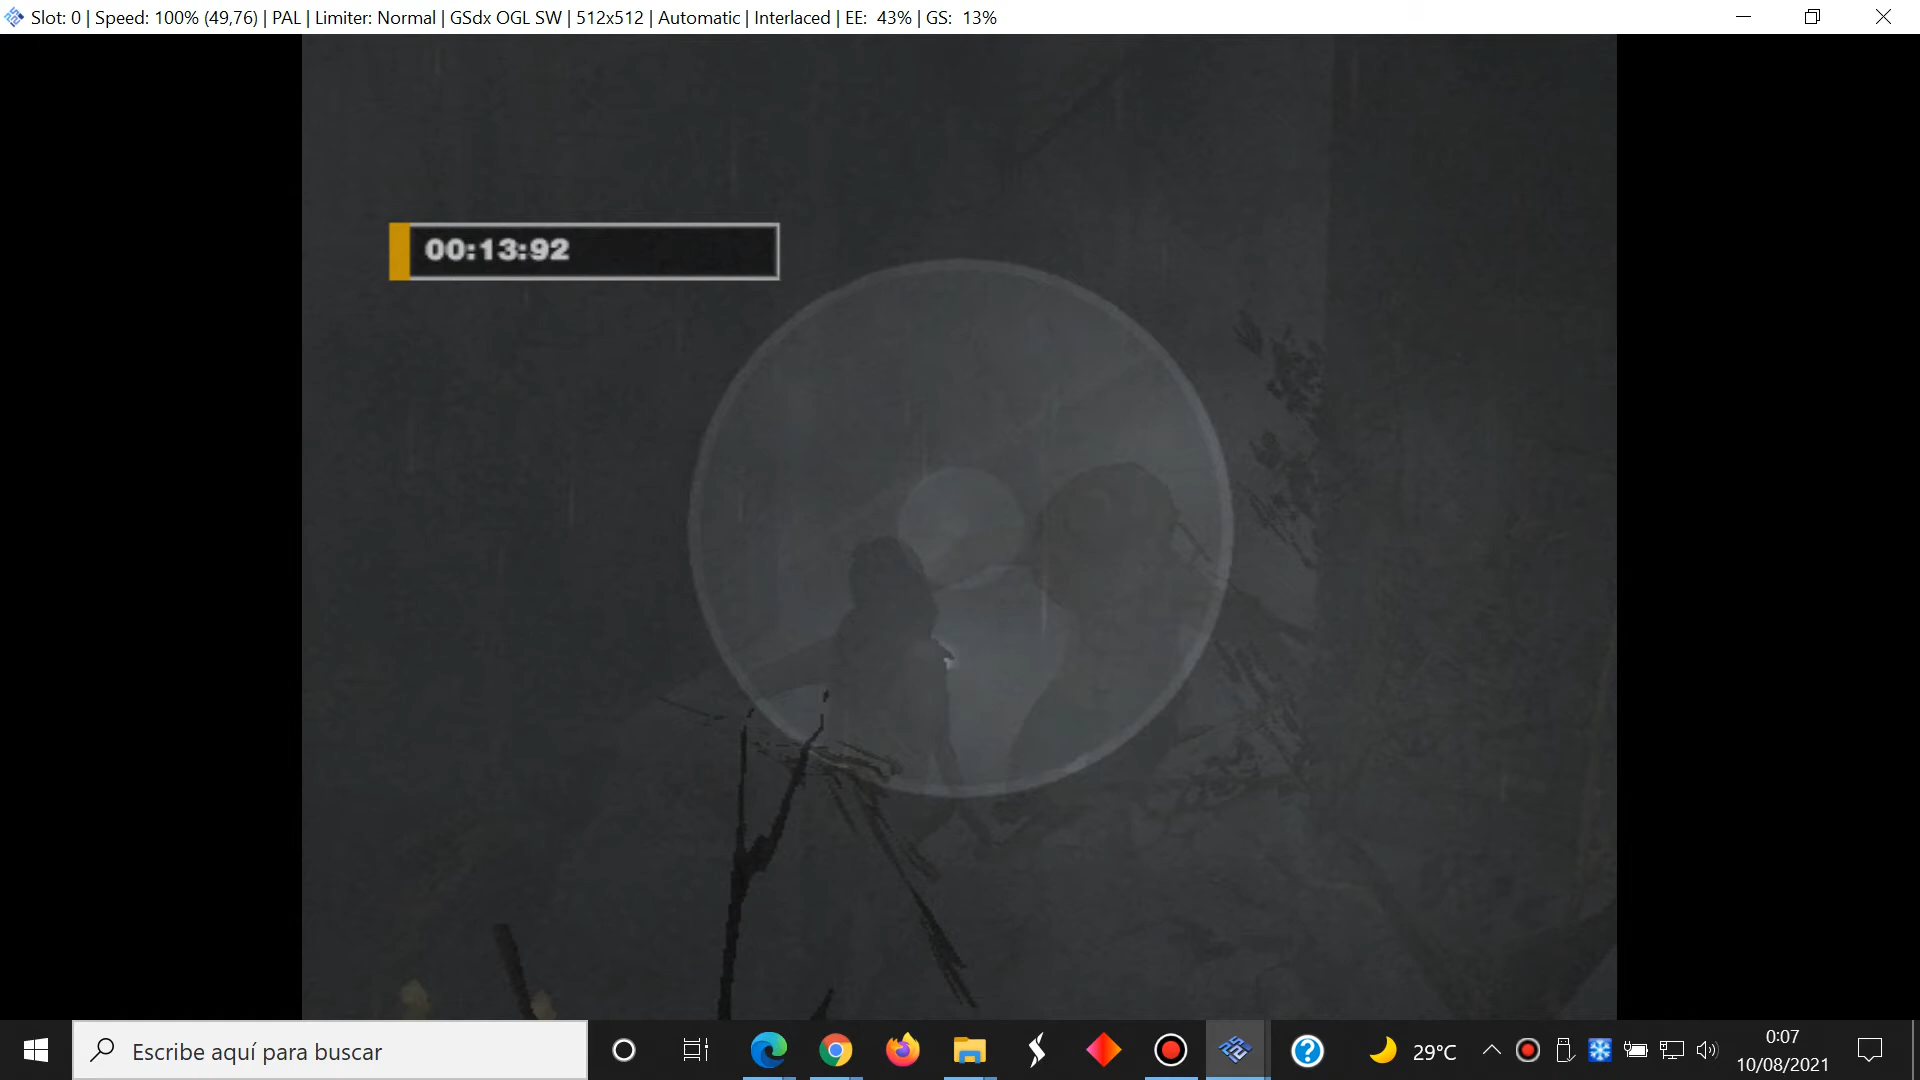 Slot: 0 | Speed: 100% (49,76) | PAL | Limiter: Normal | GSdx OGL SW | 512x512 | Automatic | Interlaced | EE:  43% | GS:  13%
00:13:92
Escribe aquí para buscar
29°C
0:07
10/08/2021